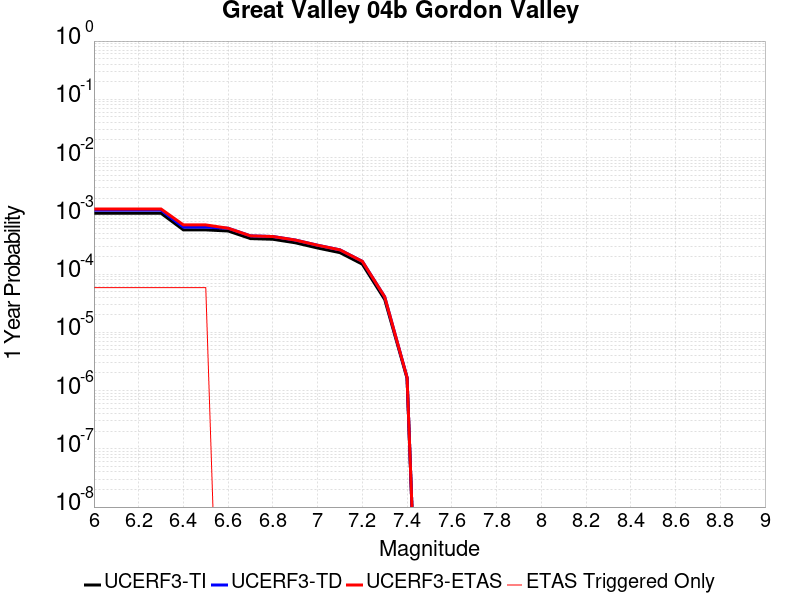 Great Valley 04b Gordon Valley
10^0
10^-1
10^-2
10^-3
10^-4
10^-5
10^-6
10^-7
10^-8
1 Year Probability
6 6.2 6.4 6.6 6.8 7 7.2 7.4 7.6 7.8 8 8.2 8.4 8.6 8.8 9
Magnitude
UCERF3-TI UCERF3-TD UCERF3-ETAS ETAS Triggered Only